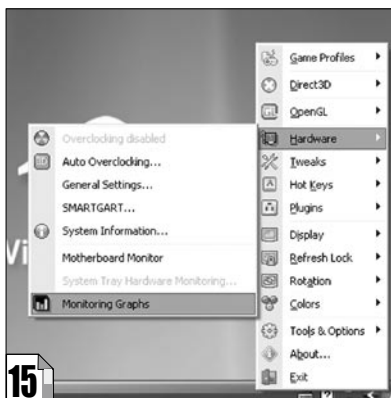 Game Profiles
Direct3D
OpenGL
Hardware
Tweaks
Hot Keys
Plugins
Display
Refresh Lock
Rotation
Colors
Tools & Options
About...
Exit
Overclocking disabled
Auto Overclocking...
General Settings...
SMARTGART...
System Information...
Motherboard Monitor
System Tray Hardware Monitoring...
Monitoring Graphs
Vi
15